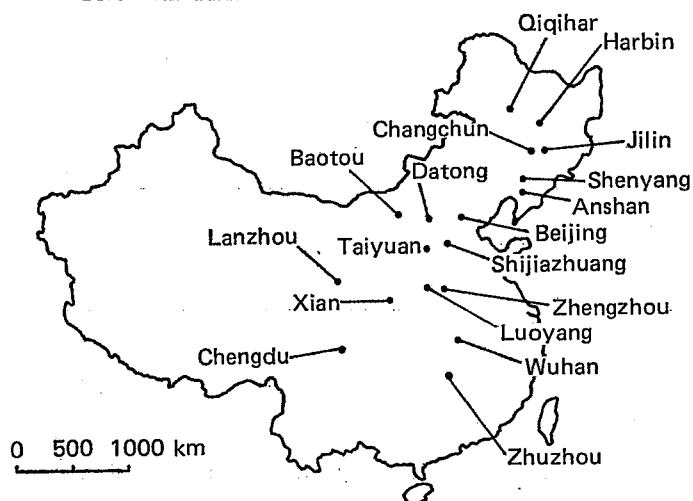 Qiqihar
Harbin
Changchun
Jilin
Baotou
Datong
Shenyang
Anshan
Beijing
Lanzhou
Taiyuan
Shijiazhuang
Xian
Zhengzhou
Luoyang
Chengdu
Wuhan
0 500 1000 km
Zhuzhou